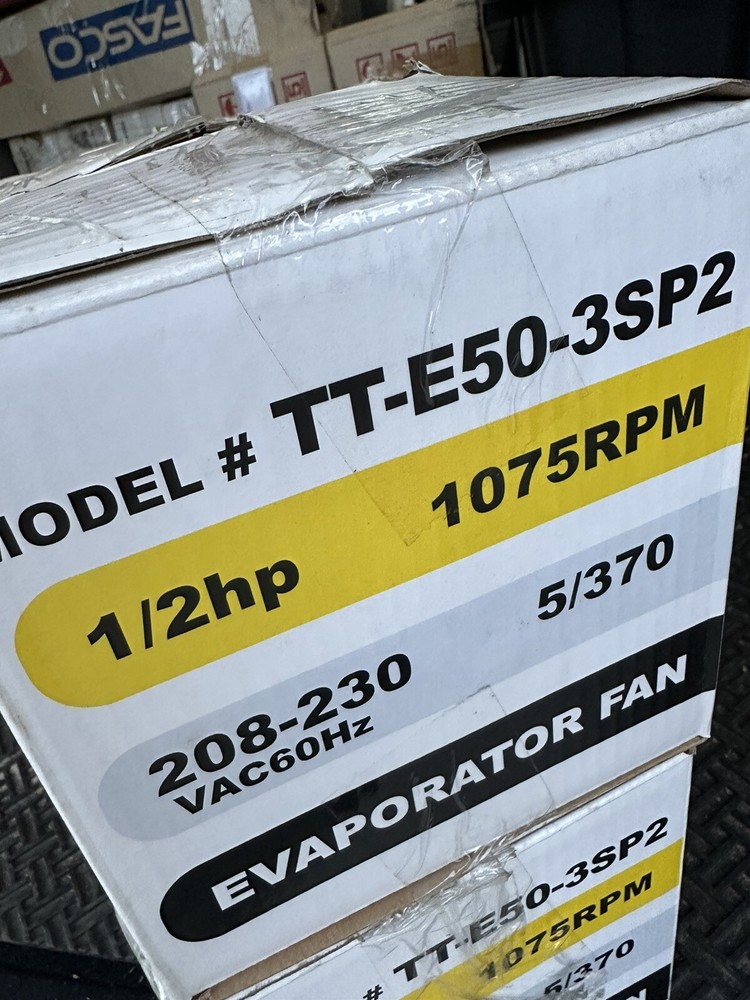 FASCO
MODEL # TT-E50-3SP2
1/2hp 1075RPM
208-230 5/370
VAC60Hz
EVAPORATOR FAN
# TT-E50-3SP2
1075RPM
5/370